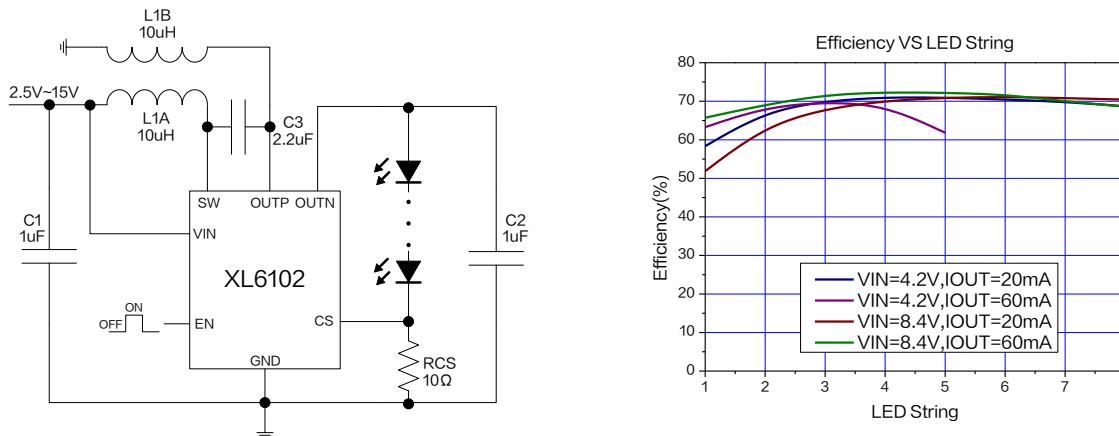 L1B
10uH
2.5V~15V
L1A
10uH
C3
2.2uF
SW
OUTP
OUTN
C1
1uF
VIN
C2
1uF
XL6102
ON
OFF
EN
CS
GND
RCS
10Ω
Efficiency VS LED String
80
70
60
50
40
30
20
10
0
Efficiency(%)
VIN=4.2V,IOUT=20mA
VIN=4.2V,IOUT=60mA
VIN=8.4V,IOUT=20mA
VIN=8.4V,IOUT=60mA
1 2 3 4 5 6 7
LED String